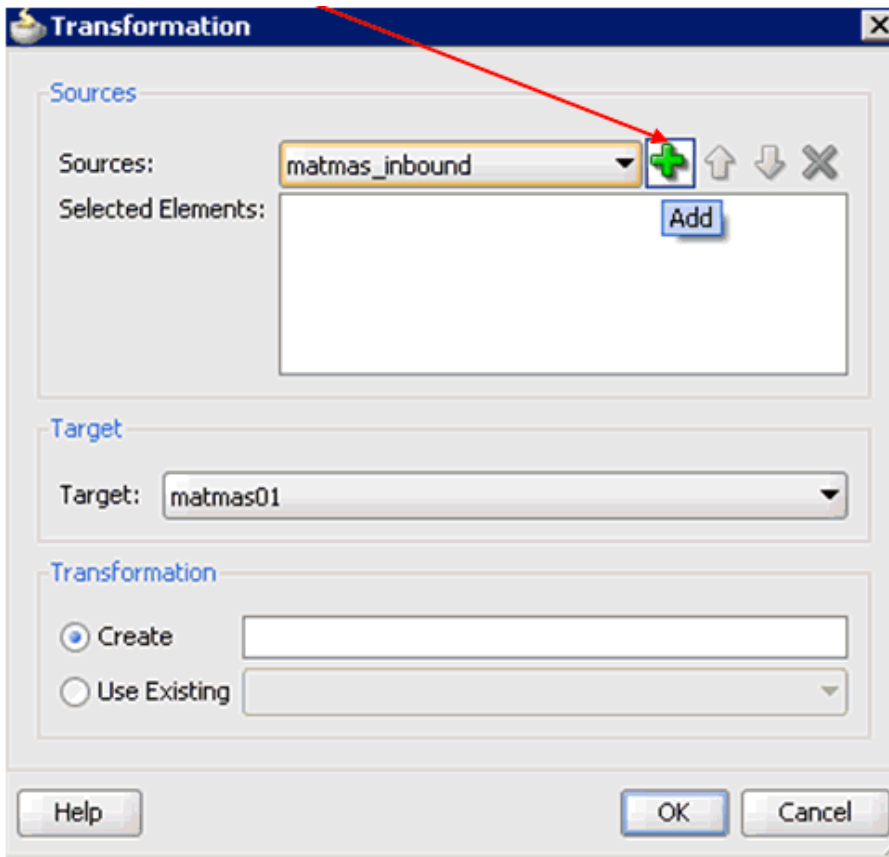 Transformation
Sources
Sources: matmas_inbound
Selected Elements:
Add
Target
Target: matmas01
Transformation
Create
Use Existing
Help OK Cancel